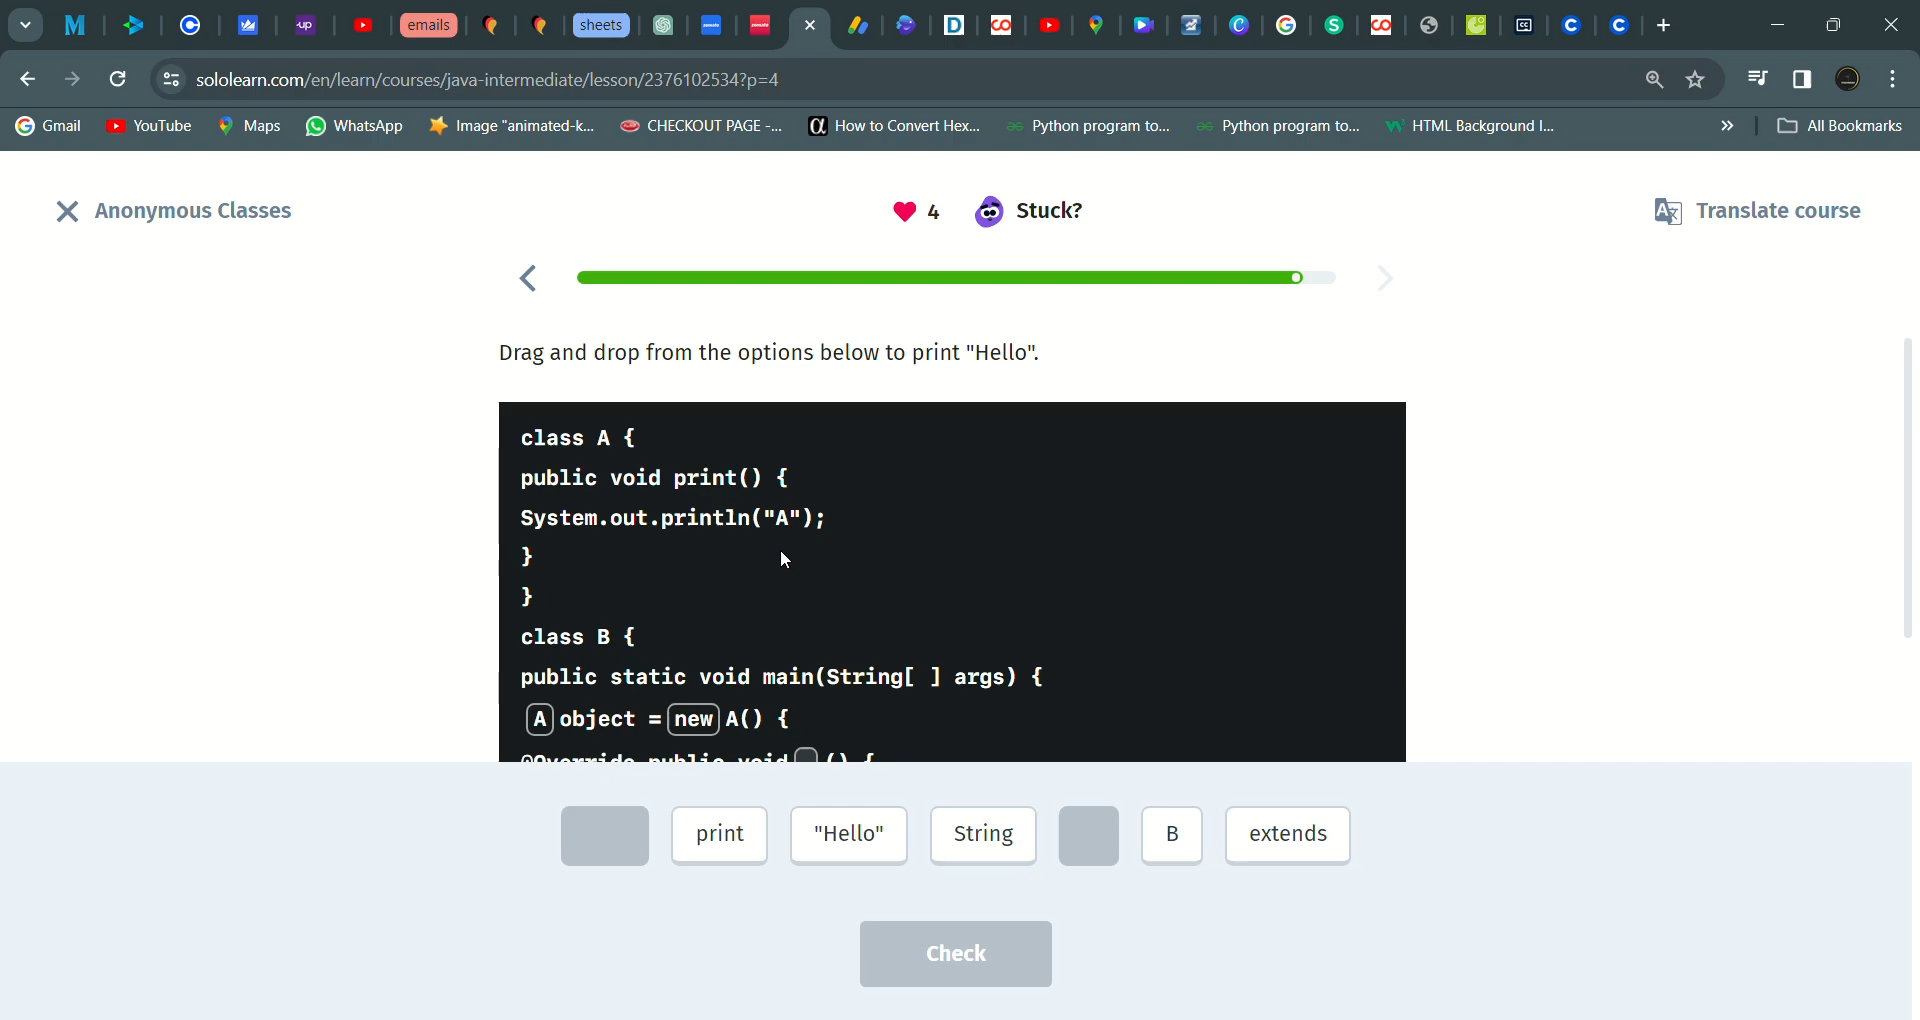 emails
sheets
sololearn.com/en/learn/courses/java-intermediate/lesson/2376102534?p=4
Gmail
YouTube
Maps
WhatsApp
Image "animated-k...
CHECKOUT PAGE -...
How to Convert Hex...
Python program to...
Python program to...
HTML Background I...
All Bookmarks
Anonymous Classes
4
Stuck?
Translate course
Drag and drop from the options below to print "Hello".
class A {
public void print() {
System.out.println("A");
}
}
class B {
public static void main(String[ ] args) {
A object = new A() {
@Override public void () {
print
"Hello"
String
B
extends
Check